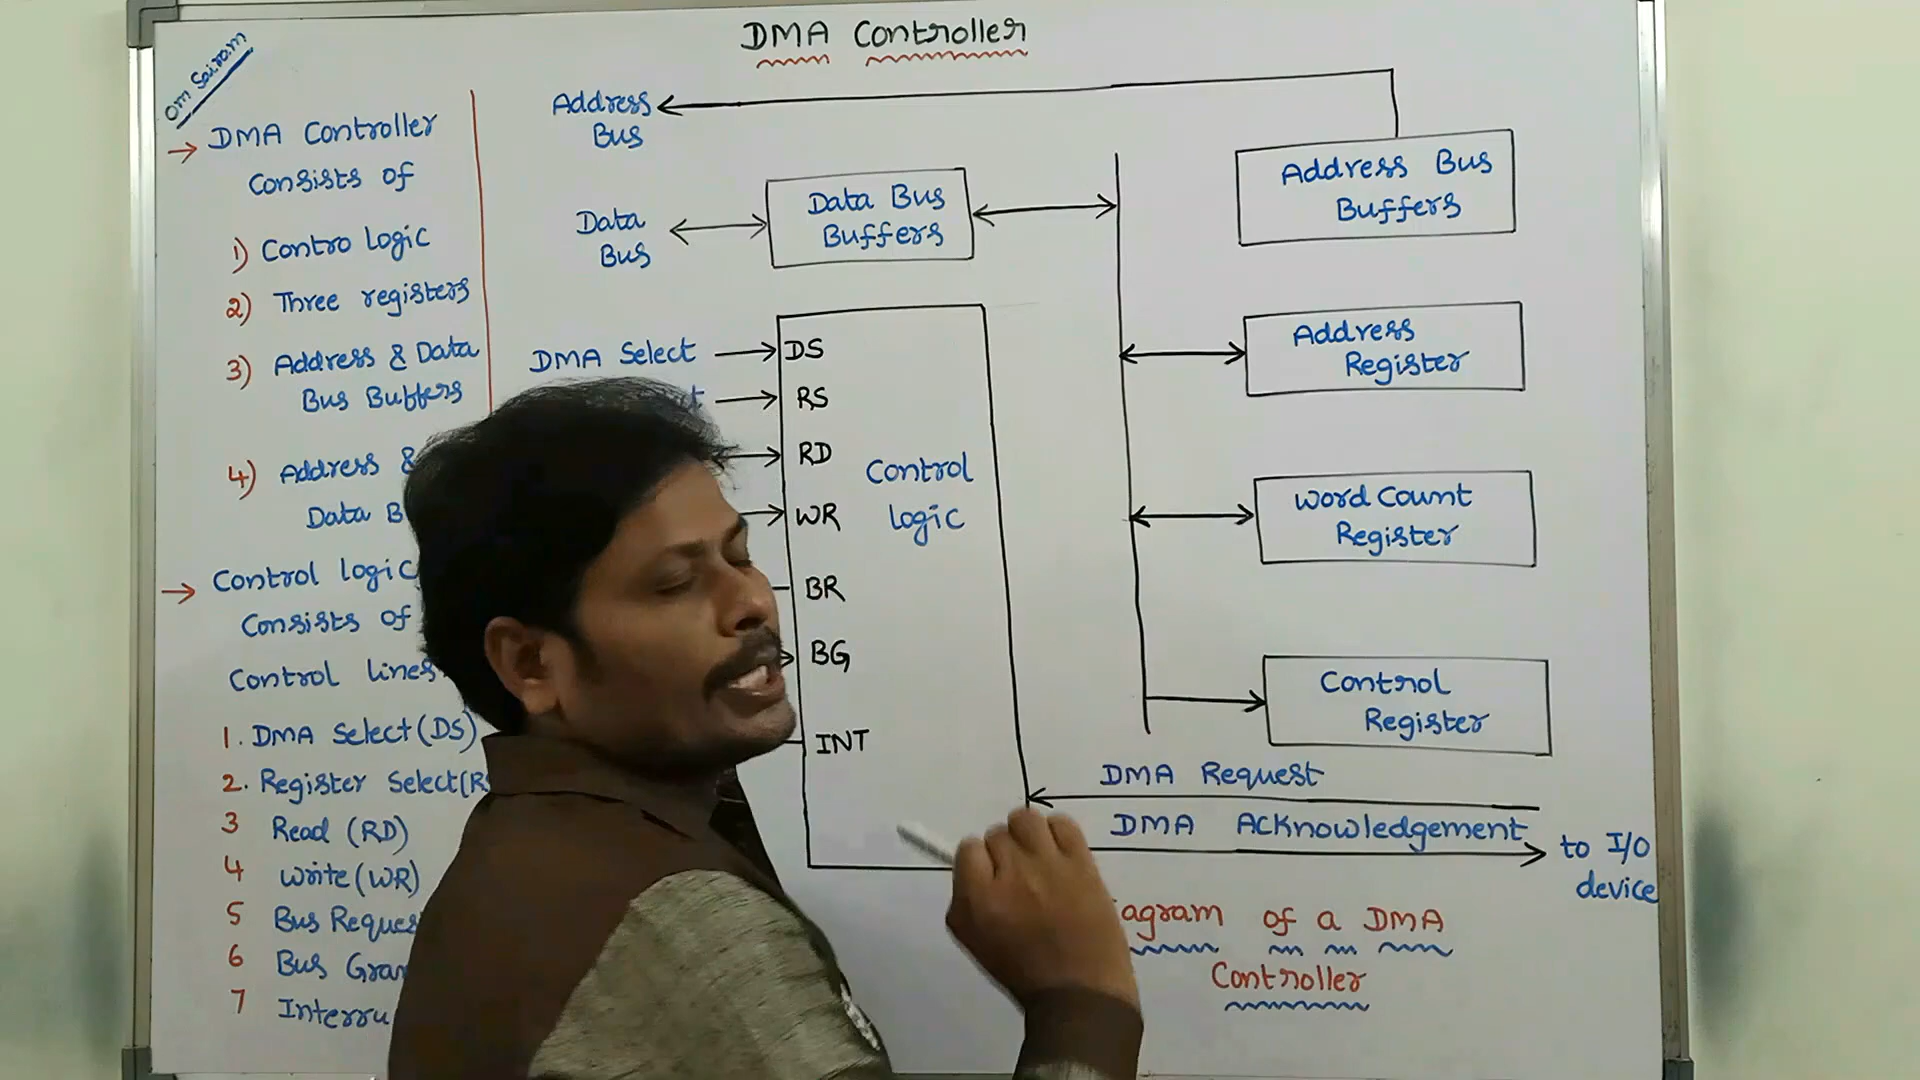 DMA Controller
Om Sairam
→ DMA Controller
Consists of
1) Contro logic
2) Three registers
3) Address & Data
Bus Buffers
4) Address &
Data B
→ Control logic
Consists of
Control lines
1. DMA Select (DS)
2. Register Select (RS
3 Read (RD)
4 Write (WR)
5 Bus Reques
6 Bus Gran
7 Interru
Address
Bus
Data
Bus
Data Bus
Buffers
Address Bus
Buffers
DMA Select
DS
RS
RD
WR
BR
BG
INT
Control
logic
Address
Register
Word Count
Register
Control
Register
DMA Request
DMA Acknowledgement
to I/O
device
agram of a DMA
Controller